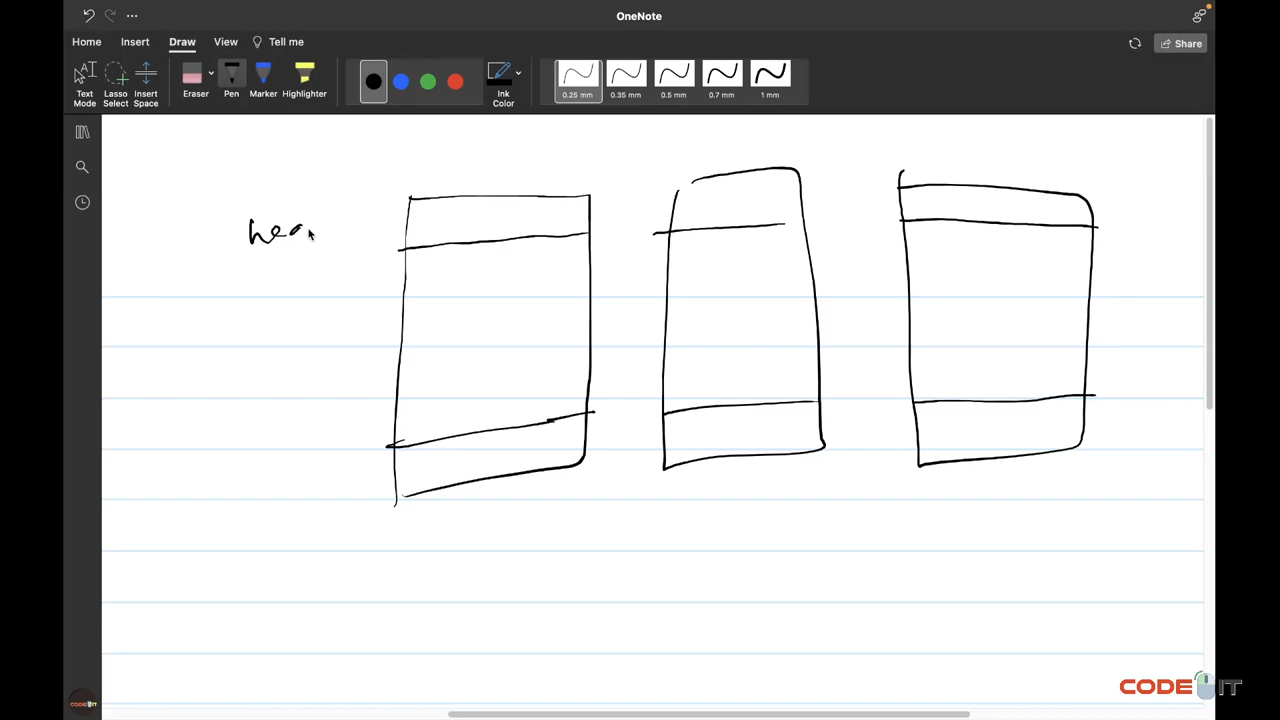 OneNote
Home Insert Draw View Tell me
Share
Text Mode
Lasso Select
Insert Space
Eraser
Pen
Marker
Highlighter
Ink Color
0.25 mm
0.35 mm
0.5 mm
0.7 mm
1 mm
hea
CODE IT